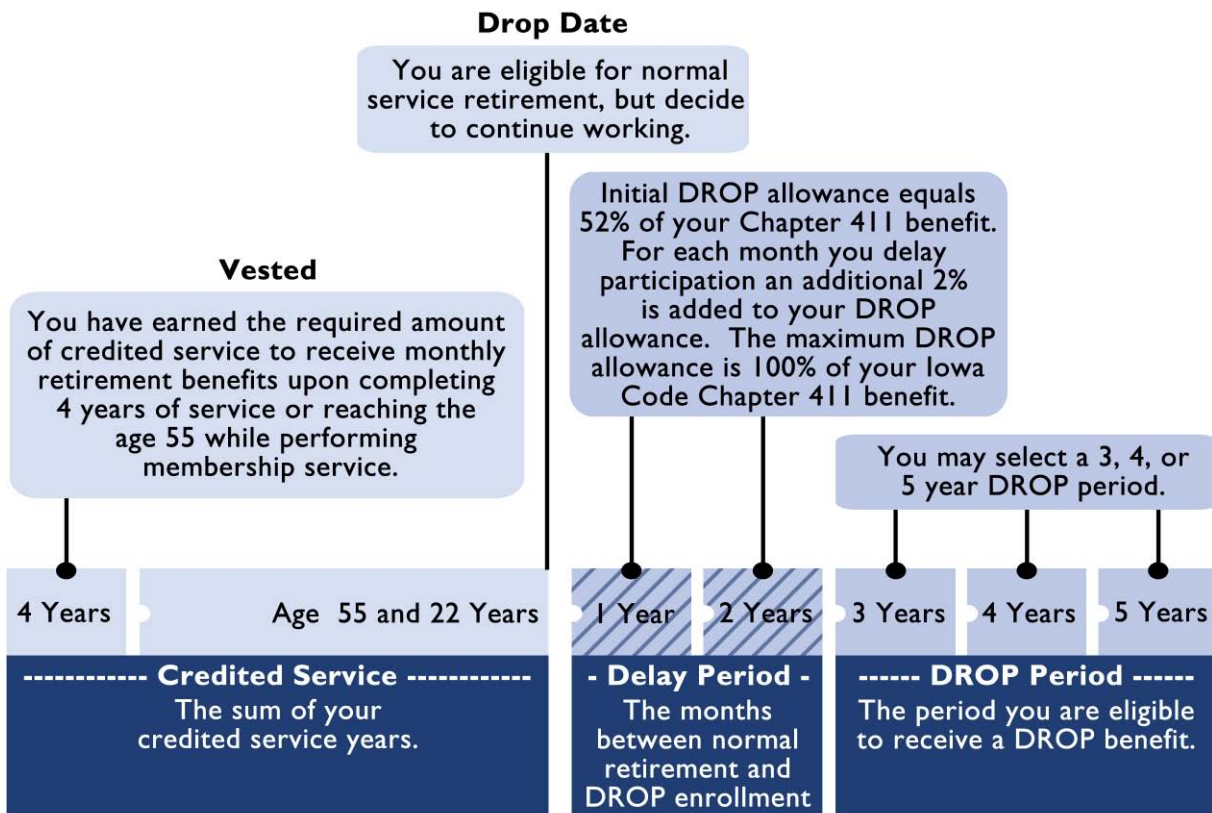 Drop Date
You are eligible for normal
service retirement, but decide
to continue working.
Initial DROP allowance equals
52% of your Chapter 411 benefit.
For each month you delay
participation an additional 2%
is added to your DROP
allowance. The maximum DROP
allowance is 100% of your Iowa
Code Chapter 411 benefit.
Vested
You have earned the required amount
of credited service to receive monthly
retirement benefits upon completing
4 years of service or reaching the
age 55 while performing
membership service.
You may select a 3, 4, or
5 year DROP period.
4 Years
Age 55 and 22 Years
1 Year
2 Years
3 Years
4 Years
5 Years
------------ Credited Service ------------
The sum of your
credited service years.
- Delay Period -
The months
between normal
retirement and
DROP enrollment
------ DROP Period ------
The period you are eligible
to receive a DROP benefit.